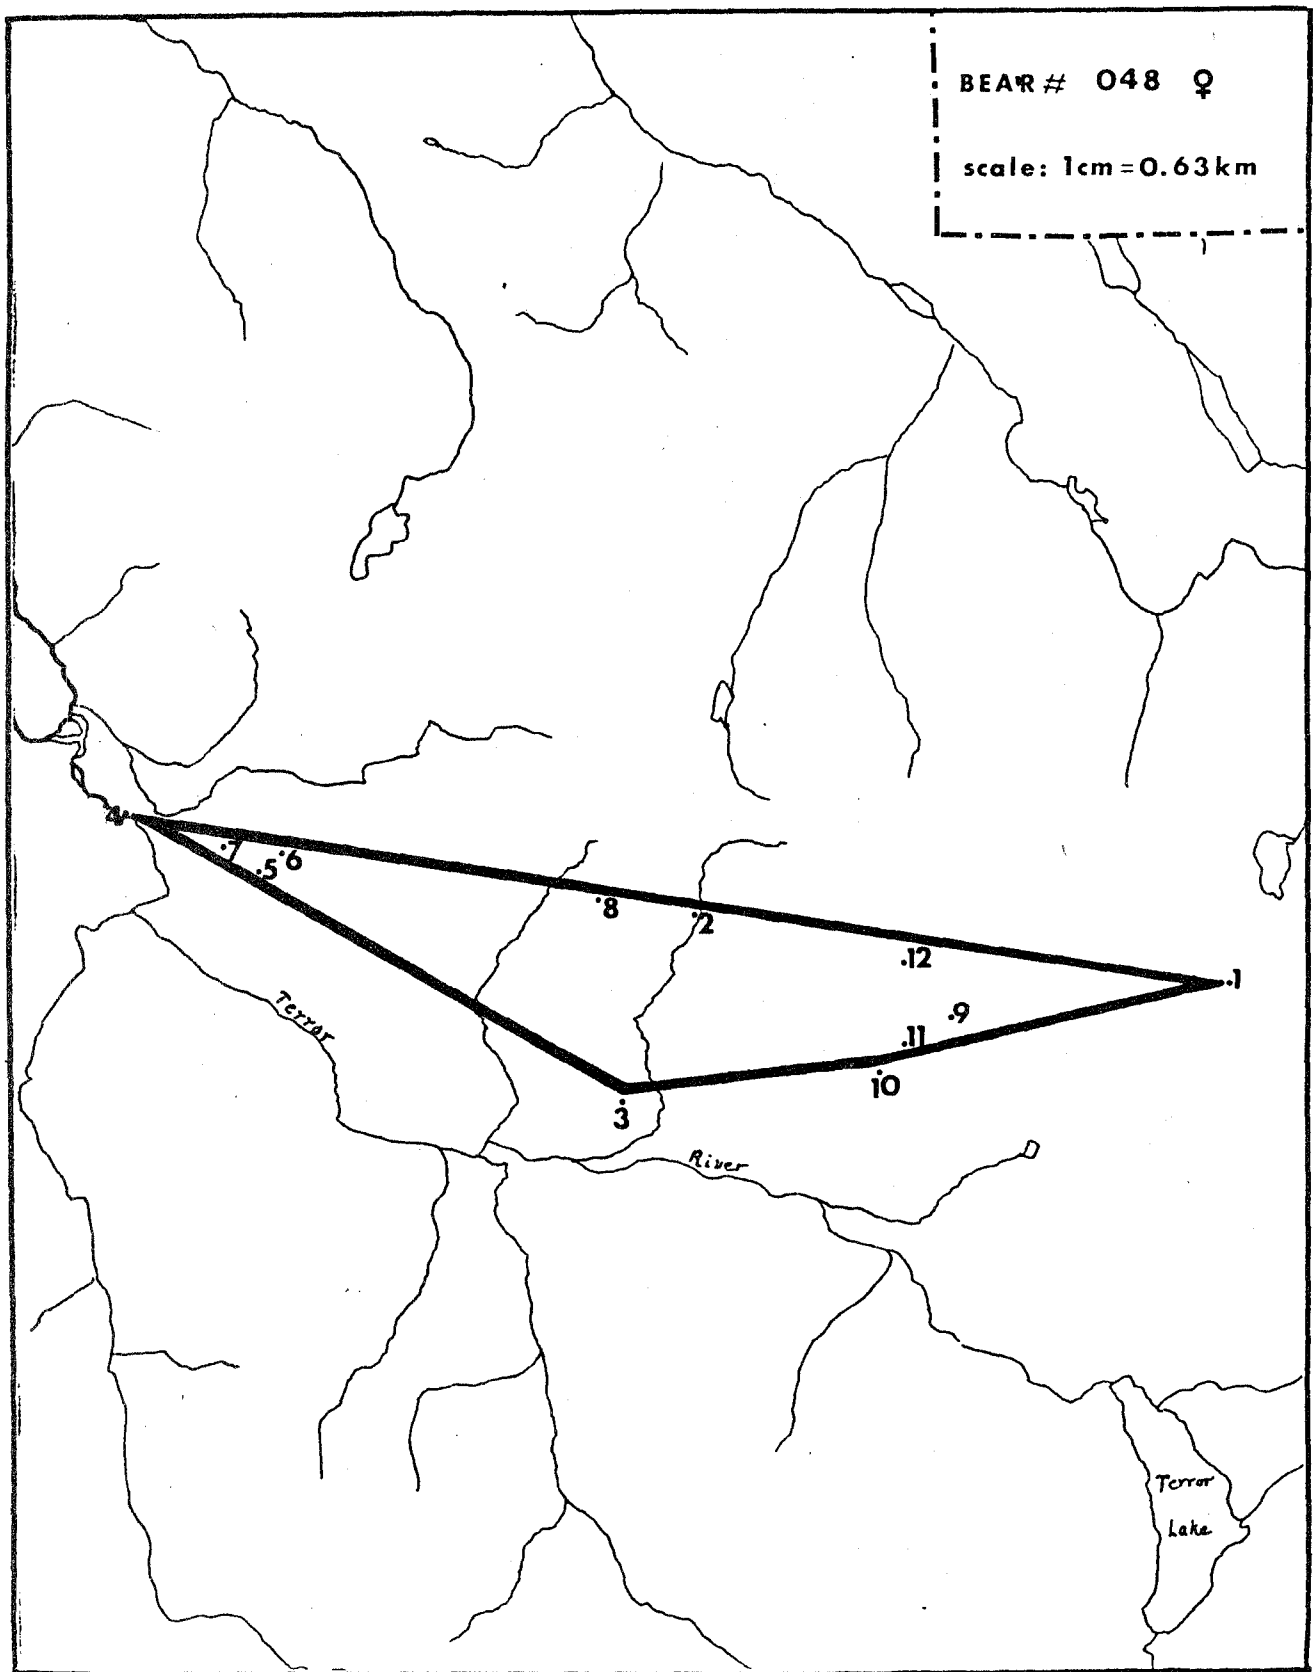 BEAR# 048 ♀
scale: 1cm=0.63km
4
.7
.5
.6
.8
.2
.12
.1
.9
.11
10
3
Terror
River
Terror
Lake